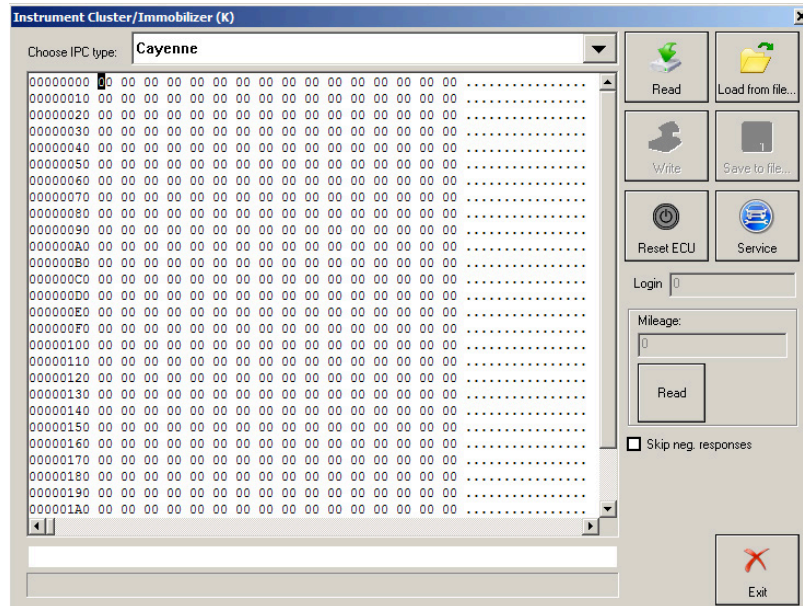 Instrument Cluster/Immobilizer (K)
Choose IPC type:
Cayenne
00000000 00 00 00 00 00 00 00 00 00 00 00 00 00 00 00 00 ................
00000010 00 00 00 00 00 00 00 00 00 00 00 00 00 00 00 00 ................
00000020 00 00 00 00 00 00 00 00 00 00 00 00 00 00 00 00 ................
00000030 00 00 00 00 00 00 00 00 00 00 00 00 00 00 00 00 ................
00000040 00 00 00 00 00 00 00 00 00 00 00 00 00 00 00 00 ................
00000050 00 00 00 00 00 00 00 00 00 00 00 00 00 00 00 00 ................
00000060 00 00 00 00 00 00 00 00 00 00 00 00 00 00 00 00 ................
00000070 00 00 00 00 00 00 00 00 00 00 00 00 00 00 00 00 ................
00000080 00 00 00 00 00 00 00 00 00 00 00 00 00 00 00 00 ................
00000090 00 00 00 00 00 00 00 00 00 00 00 00 00 00 00 00 ................
000000A0 00 00 00 00 00 00 00 00 00 00 00 00 00 00 00 00 ................
000000B0 00 00 00 00 00 00 00 00 00 00 00 00 00 00 00 00 ................
000000C0 00 00 00 00 00 00 00 00 00 00 00 00 00 00 00 00 ................
000000D0 00 00 00 00 00 00 00 00 00 00 00 00 00 00 00 00 ................
000000E0 00 00 00 00 00 00 00 00 00 00 00 00 00 00 00 00 ................
000000F0 00 00 00 00 00 00 00 00 00 00 00 00 00 00 00 00 ................
00000100 00 00 00 00 00 00 00 00 00 00 00 00 00 00 00 00 ................
00000110 00 00 00 00 00 00 00 00 00 00 00 00 00 00 00 00 ................
00000120 00 00 00 00 00 00 00 00 00 00 00 00 00 00 00 00 ................
00000130 00 00 00 00 00 00 00 00 00 00 00 00 00 00 00 00 ................
00000140 00 00 00 00 00 00 00 00 00 00 00 00 00 00 00 00 ................
00000150 00 00 00 00 00 00 00 00 00 00 00 00 00 00 00 00 ................
00000160 00 00 00 00 00 00 00 00 00 00 00 00 00 00 00 00 ................
00000170 00 00 00 00 00 00 00 00 00 00 00 00 00 00 00 00 ................
00000180 00 00 00 00 00 00 00 00 00 00 00 00 00 00 00 00 ................
00000190 00 00 00 00 00 00 00 00 00 00 00 00 00 00 00 00 ................
000001A0 00 00 00 00 00 00 00 00 00 00 00 00 00 00 00 00 ................
Read
Load from file...
Write
Save to file...
Reset ECU
Service
Login 0
Mileage:
0
Read
Skip neg. responses
Exit